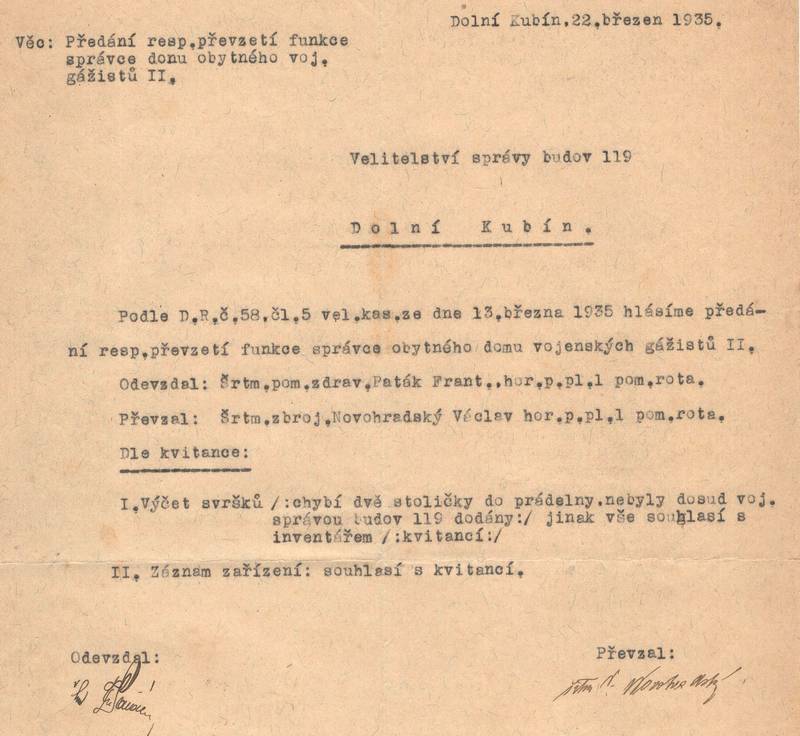 Dolní Kubín,22,březen 1935.
Věc: Předání resp,převzetí funkce
správce donu obytného voj.
gážistů II,
Velitelství správy budov 119
Dolní Kubín.
Podle D,R,č,58,čl,5 vel,kas,ze dne 13,března 1935 hlásíme předá-
ní resp,převzetí funkce správce obytného domu vojenských gážistů II,
Odevzdal: Šrtm,pom,zdrav,Paták Frant,,hor,p,pl,1 pom,rota.
Převzal: Šrtm,zbroj,Novohradský Václav hor,p,pl,1 pom,rota.
Dle kvitance:
I,Výčet svršků /:chybí dvě stoličky do prádelny.nebyly dosud voj.
správou budov 119 dodány:/ jinak vše souhlasí s
inventářem /:kvitancí:/
II. Záznam zařízení: souhlasí s kvitancí.
Odevzdal:
Převzal:
Novohradský